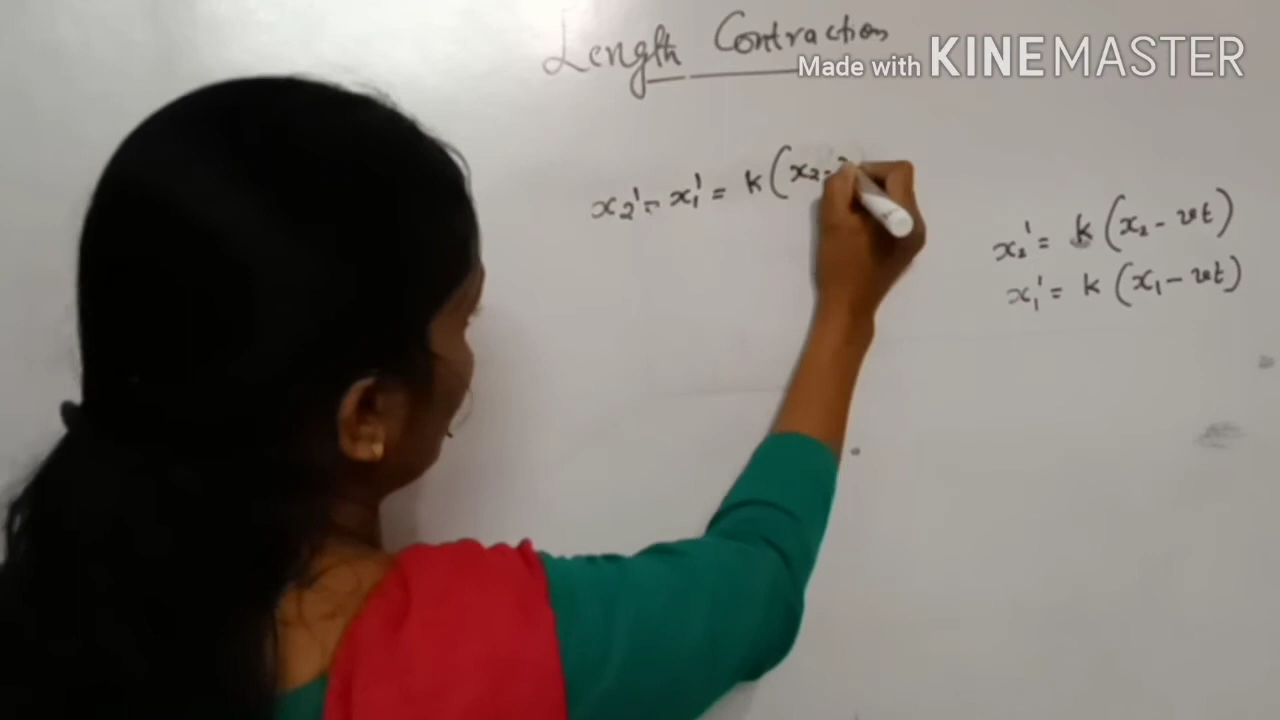 Length Contraction
Made with KINEMASTER
x₂' - x₁' = k (x₂ -
x₂' = k (x₂ - vt)
x₁' = k (x₁ - vt)